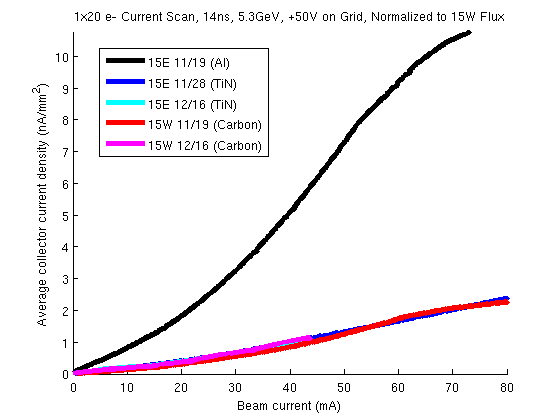 1x20 e- Current Scan, 14ns, 5.3GeV, +50V on Grid, Normalized to 15W Flux
Average collector current density (nA/mm2)
10
9
8
7
6
5
4
3
2
1
0
15E 11/19 (Al)
15E 11/28 (TiN)
15E 12/16 (TiN)
15W 11/19 (Carbon)
15W 12/16 (Carbon)
0 10 20 30 40 50 60 70 80
Beam current (mA)